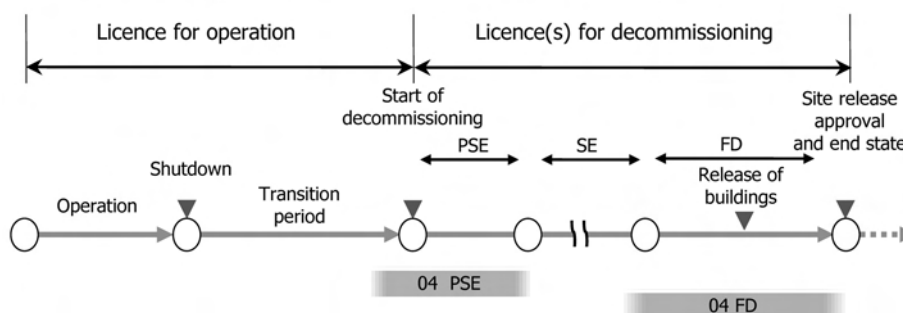 Licence for operation
Licence(s) for decommissioning
Start of
decommissioning
Site release
approval
and end state
PSE
SE
FD
Shutdown
Release of
buildings
Operation
Transition
period
04 PSE
04 FD